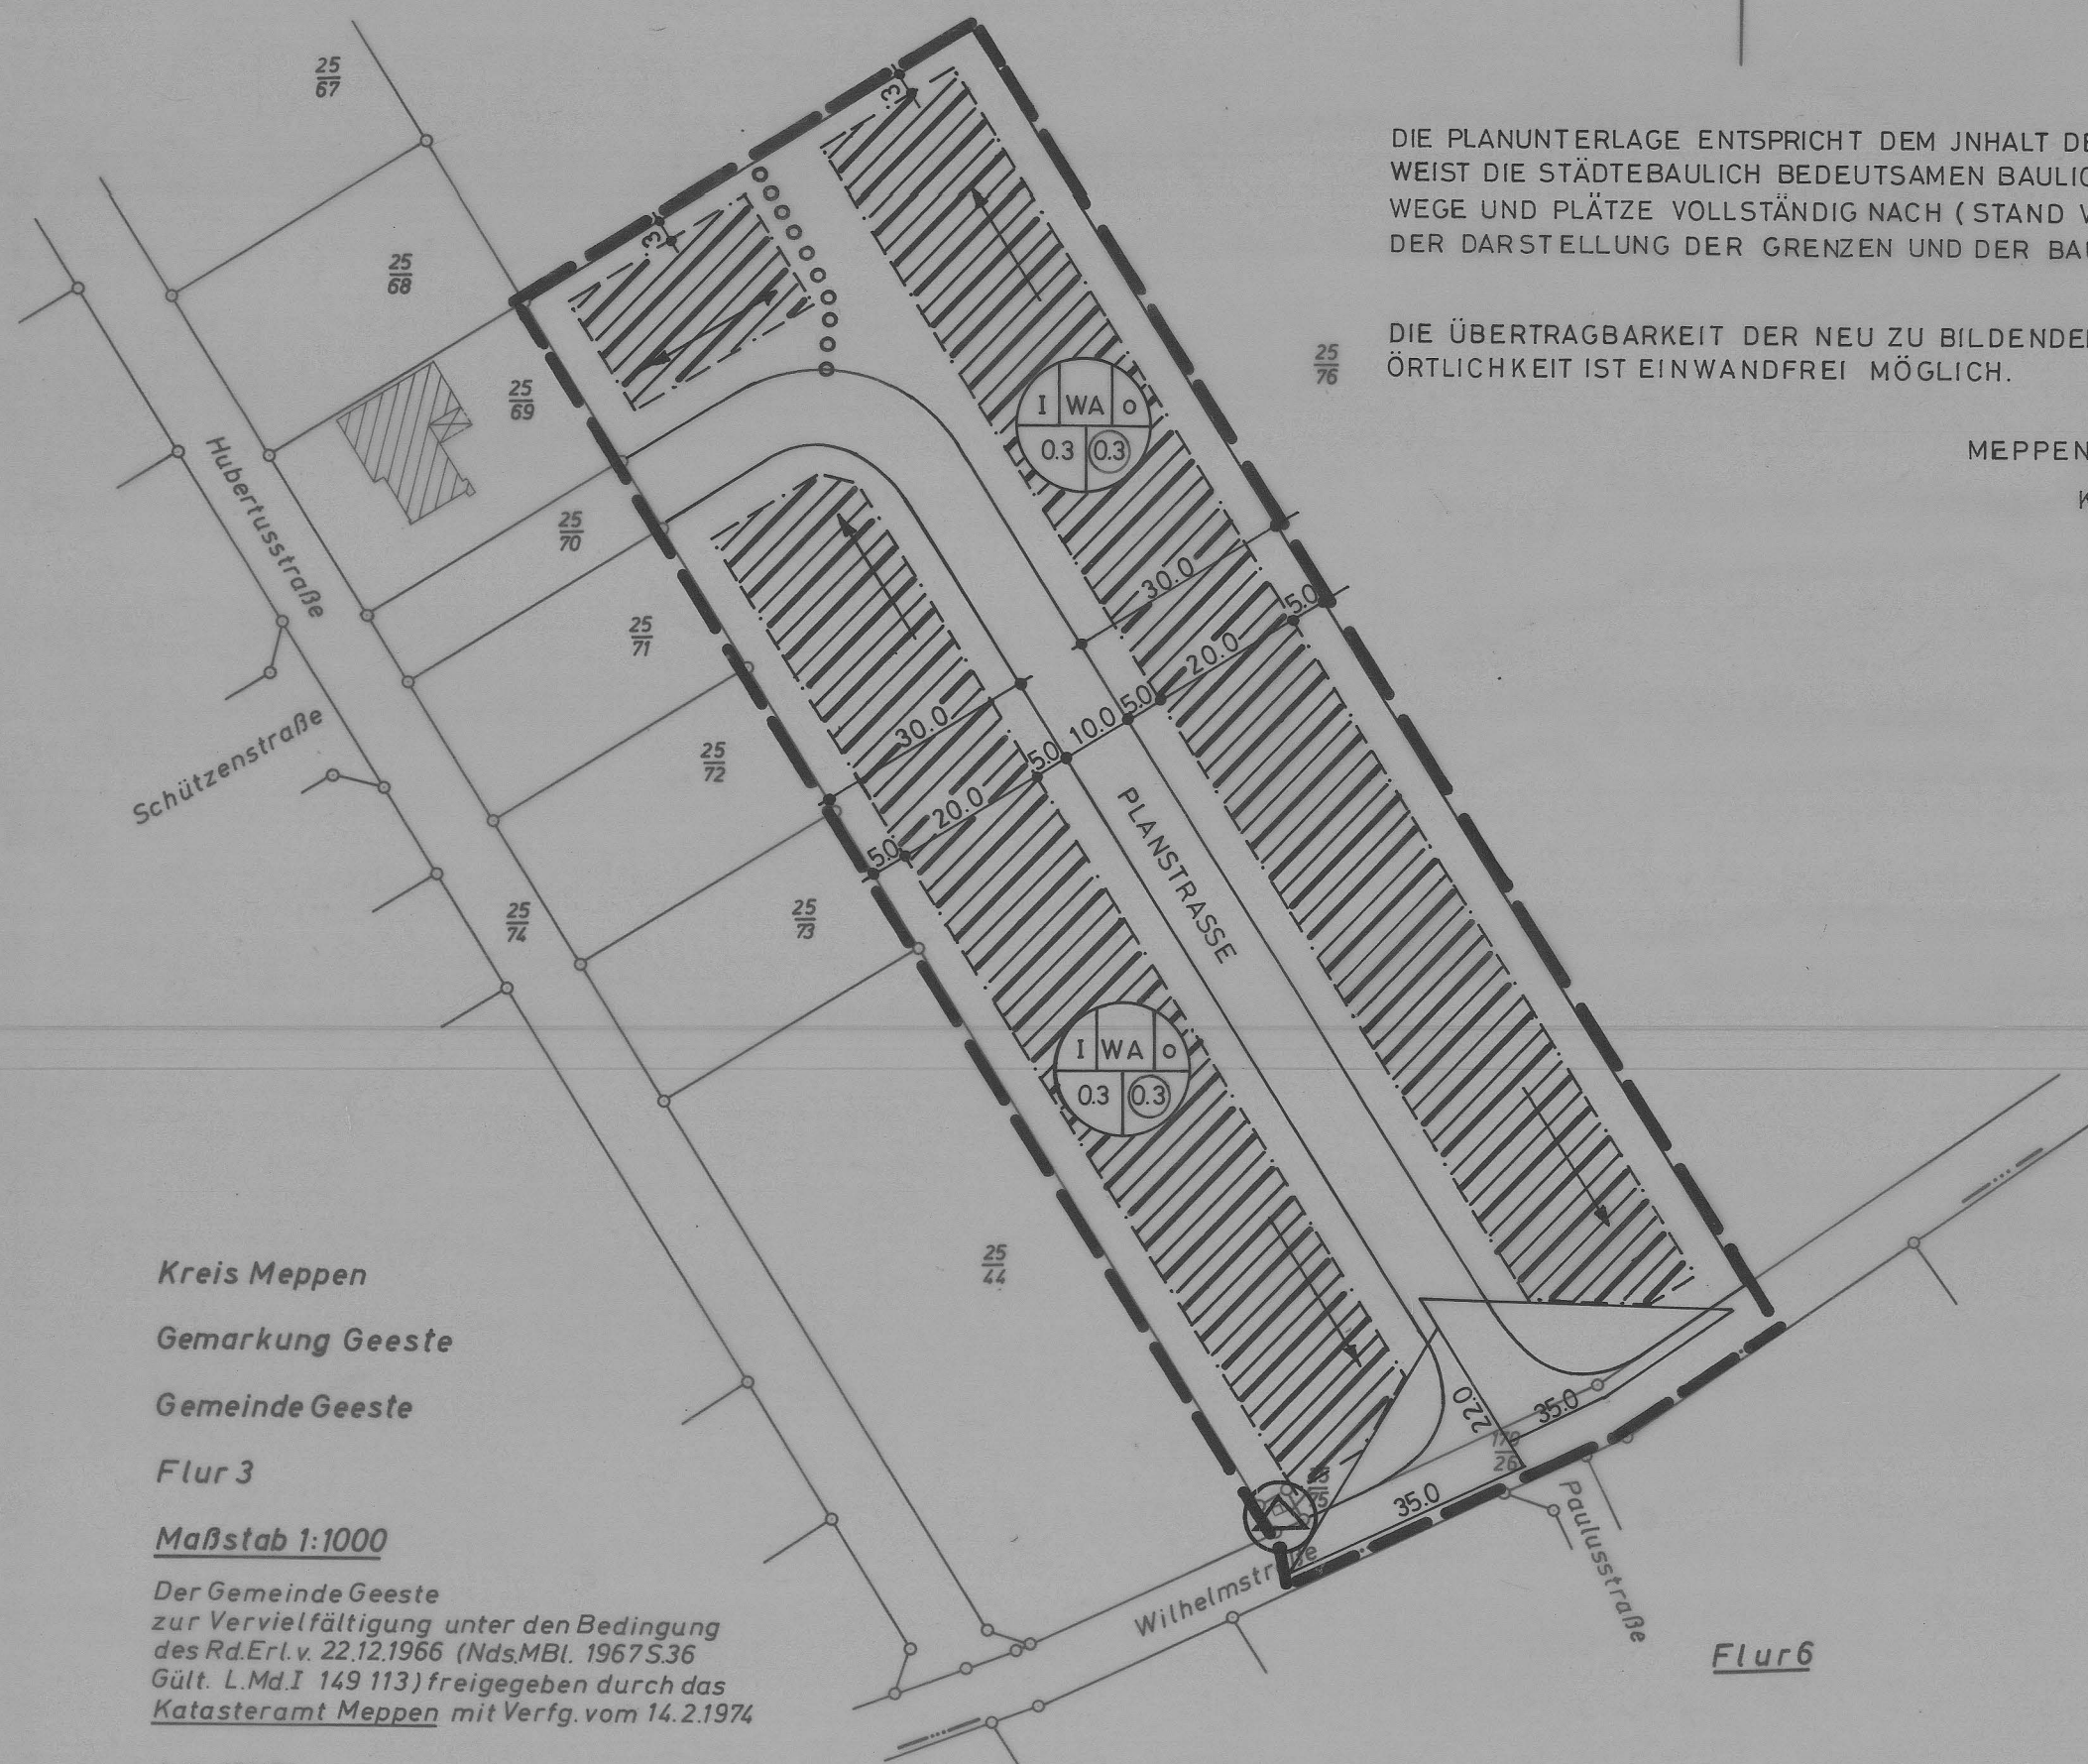 25
67
25
68
25
69
25
70
25
71
25
72
25
73
25
74
25
44
25
76
Hubertusstraße
Schützenstraße
3.
3.
DIE PLANUNTERLAGE ENTSPRICHT DEM JNHALT DE
WEIST DIE STÄDTEBAULICH BEDEUTSAMEN BAULIC
WEGE UND PLÄTZE VOLLSTÄNDIG NACH (STAND V
DER DARSTELLUNG DER GRENZEN UND DER BAU
DIE ÜBERTRAGBARKEIT DER NEU ZU BILDENDE
ÖRTLICHKEIT IST EINWANDFREI MÖGLICH.
MEPPEN
K
I WA o
0.3 0.3
30.0
5.0
20.0
5.0
10.0
5.0
30.0
20.0
5.0
PLANSTRASSE
I WA o
0.3 0.3
22.0
35.0
35.0
179
26
Wilhelmstraße
Paulusstraße
Flur 6
Kreis Meppen
Gemarkung Geeste
Gemeinde Geeste
Flur 3
Maßstab 1:1000
Der Gemeinde Geeste
zur Vervielfältigung unter den Bedingung
des Rd.Erl. v. 22.12.1966 (Nds.MBl. 1967 S.36
Gült. L.Md.I 149 113) freigegeben durch das
Katasteramt Meppen mit Verfg. vom 14.2.1974